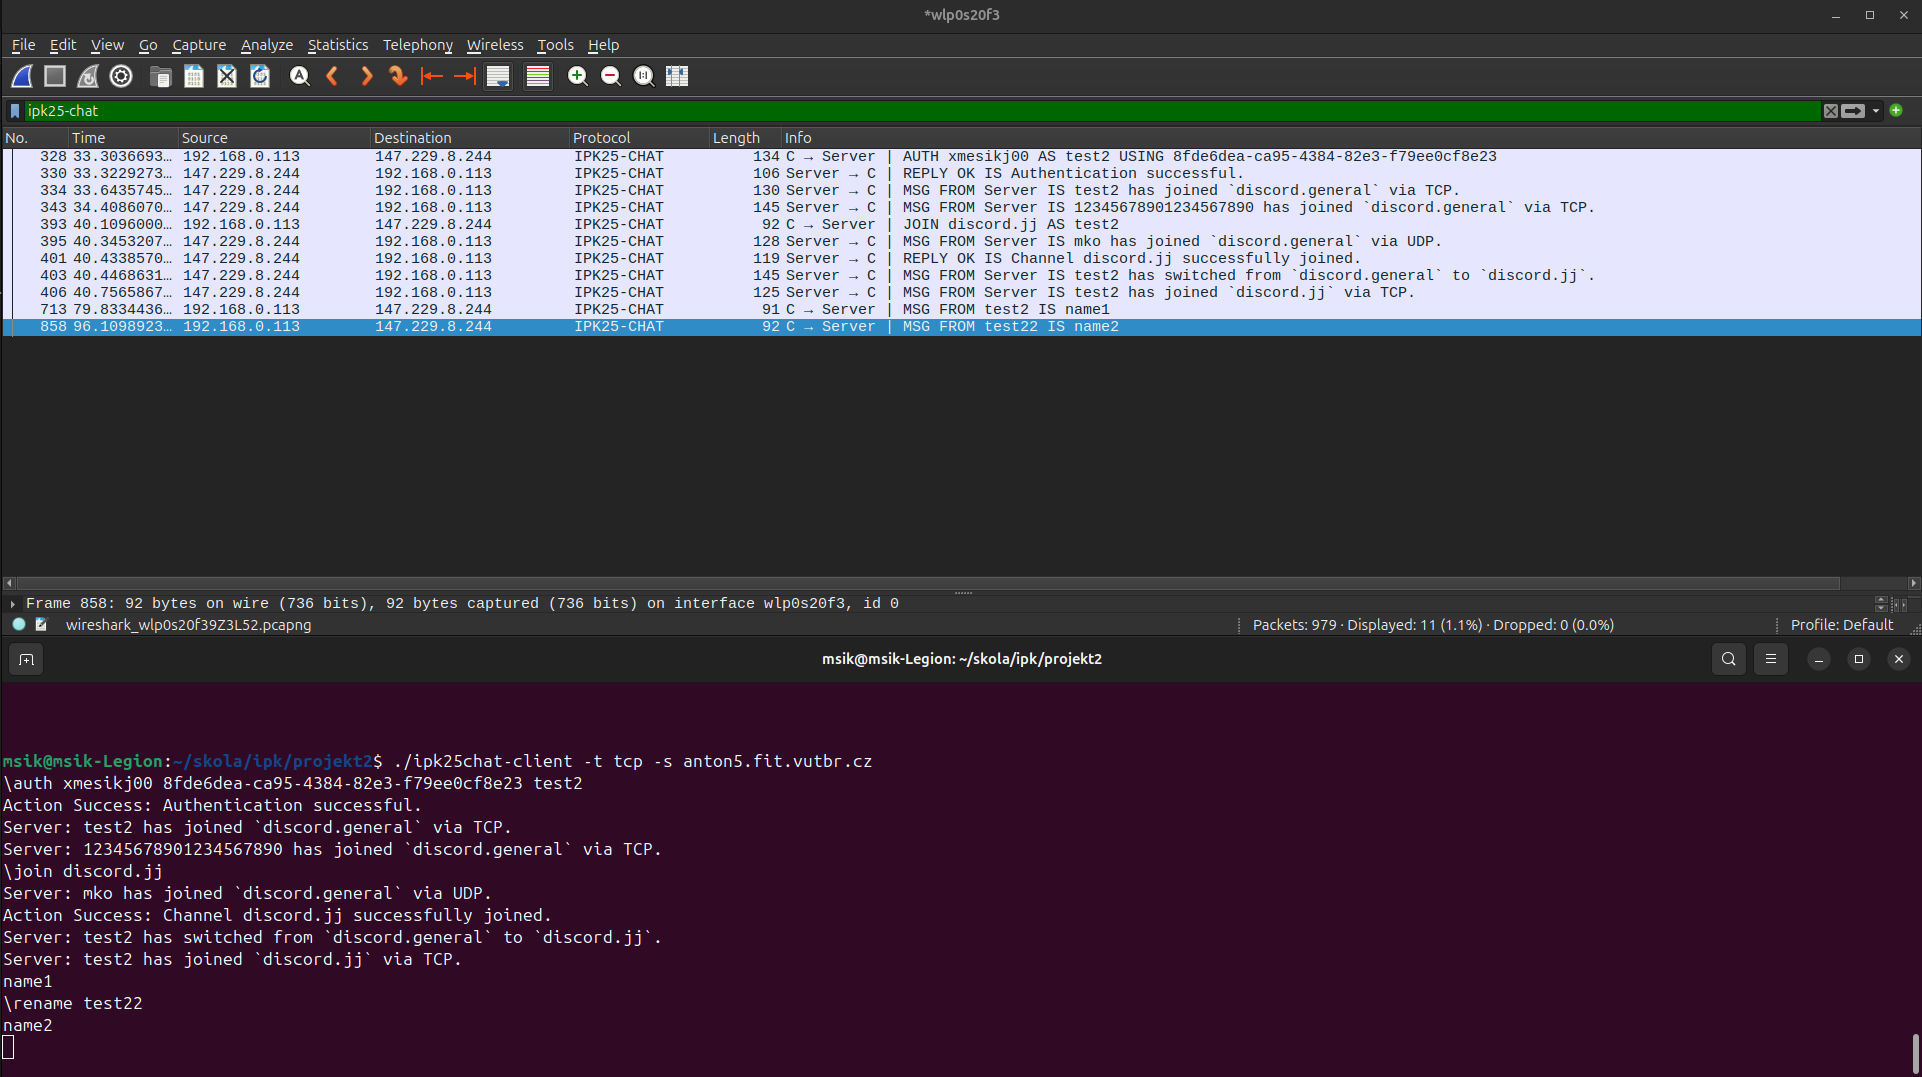 *wlp0s20f3
File Edit View Go Capture Analyze Statistics Telephony Wireless Tools Help
ipk25-chat
No. Time Source Destination Protocol Length Info
328 33.3036693… 192.168.0.113 147.229.8.244 IPK25-CHAT 134 C → Server | AUTH xmesikj00 AS test2 USING 8fde6dea-ca95-4384-82e3-f79ee0cf8e23
330 33.3229273… 147.229.8.244 192.168.0.113 IPK25-CHAT 106 Server → C | REPLY OK IS Authentication successful.
334 33.6435745… 147.229.8.244 192.168.0.113 IPK25-CHAT 130 Server → C | MSG FROM Server IS test2 has joined `discord.general` via TCP.
343 34.4086070… 147.229.8.244 192.168.0.113 IPK25-CHAT 145 Server → C | MSG FROM Server IS 12345678901234567890 has joined `discord.general` via TCP.
393 40.1096000… 192.168.0.113 147.229.8.244 IPK25-CHAT 92 C → Server | JOIN discord.jj AS test2
395 40.3453207… 147.229.8.244 192.168.0.113 IPK25-CHAT 128 Server → C | MSG FROM Server IS mko has joined `discord.general` via UDP.
401 40.4338570… 147.229.8.244 192.168.0.113 IPK25-CHAT 119 Server → C | REPLY OK IS Channel discord.jj successfully joined.
403 40.4468631… 147.229.8.244 192.168.0.113 IPK25-CHAT 145 Server → C | MSG FROM Server IS test2 has switched from `discord.general` to `discord.jj`.
406 40.7565867… 147.229.8.244 192.168.0.113 IPK25-CHAT 125 Server → C | MSG FROM Server IS test2 has joined `discord.jj` via TCP.
713 79.8334436… 192.168.0.113 147.229.8.244 IPK25-CHAT 91 C → Server | MSG FROM test2 IS name1
858 96.1098923… 192.168.0.113 147.229.8.244 IPK25-CHAT 92 C → Server | MSG FROM test22 IS name2
Frame 858: 92 bytes on wire (736 bits), 92 bytes captured (736 bits) on interface wlp0s20f3, id 0
wireshark_wlp0s20f39Z3L52.pcapng Packets: 979 · Displayed: 11 (1.1%) · Dropped: 0 (0.0%) Profile: Default
msik@msik-Legion: ~/skola/ipk/projekt2
msik@msik-Legion:~/skola/ipk/projekt2$ ./ipk25chat-client -t tcp -s anton5.fit.vutbr.cz
\auth xmesikj00 8fde6dea-ca95-4384-82e3-f79ee0cf8e23 test2
Action Success: Authentication successful.
Server: test2 has joined `discord.general` via TCP.
Server: 12345678901234567890 has joined `discord.general` via TCP.
\join discord.jj
Server: mko has joined `discord.general` via UDP.
Action Success: Channel discord.jj successfully joined.
Server: test2 has switched from `discord.general` to `discord.jj`.
Server: test2 has joined `discord.jj` via TCP.
name1
\rename test22
name2